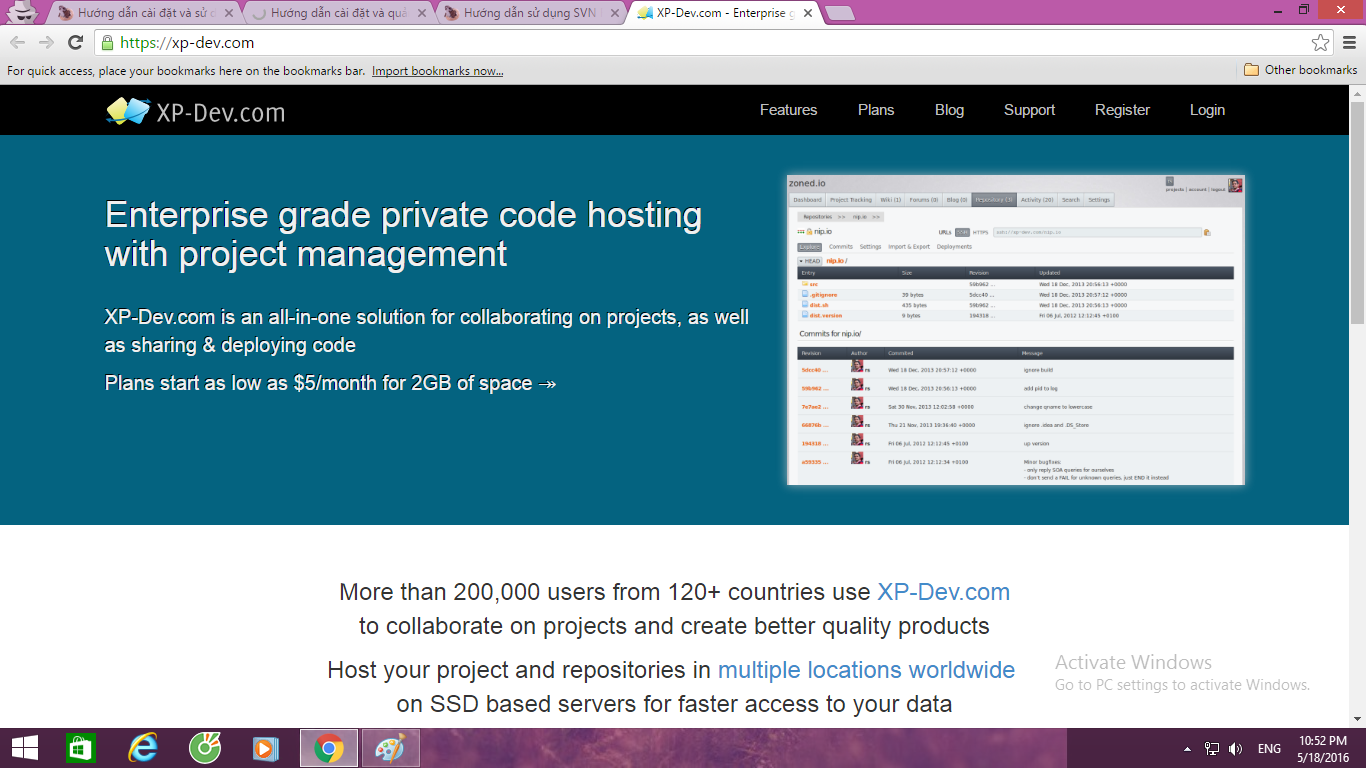 Hướng dẫn cài đặt và sử d
Hướng dẫn cài đặt và quả
Hướng dẫn sử dụng SVN
XP-Dev.com - Enterprise g
https://xp-dev.com
For quick access, place your bookmarks here on the bookmarks bar. Import bookmarks now...
Other bookmarks
XP-Dev.com
Features Plans Blog Support Register Login
Enterprise grade private code hosting
with project management
XP-Dev.com is an all-in-one solution for collaborating on projects, as well
as sharing & deploying code
Plans start as low as $5/month for 2GB of space ↠
zoned.io
projects | account | logout
Dashboard Project Tracking Wiki (1) Forums (0) Blog (0) Repository (3) Activity (20) Search Settings
Repositories >> nip.io >>
nip.io
URLs SSH HTTPS ssh://xp-dev.com/nip.io
Explore Commits Settings Import & Export Deployments
HEAD nip.io /
Entry Size Revision Updated
src 59b962 ... Wed 18 Dec, 2013 20:56:13 +0000
.gitignore 39 bytes 5dcc40 ... Wed 18 Dec, 2013 20:57:12 +0000
dist.sh 435 bytes 59b962 ... Wed 18 Dec, 2013 20:56:13 +0000
dist.version 9 bytes 194318 ... Fri 06 Jul, 2012 12:12:45 +0100
Commits for nip.io/
Revision Author Committed Message
5dcc40 ... rs Wed 18 Dec, 2013 20:57:12 +0000 ignore build
59b962 ... rs Wed 18 Dec, 2013 20:56:13 +0000 add pid to log
7e7ae2 ... rs Sat 30 Nov, 2013 12:02:58 +0000 change qname to lowercase
66876b ... rs Thu 21 Nov, 2013 10:36:40 +0000 ignore .idea and .DS_Store
194318 ... rs Fri 06 Jul, 2012 12:12:45 +0100 up version
a59335 ... rs Fri 06 Jul, 2012 12:12:34 +0100 Minor bugfixes:
- only reply SOA queries for ourselves
- don't send a FAIL for unknown queries, just END it instead
More than 200,000 users from 120+ countries use XP-Dev.com
to collaborate on projects and create better quality products
Host your project and repositories in multiple locations worldwide
on SSD based servers for faster access to your data
Activate Windows
Go to PC settings to activate Windows.
ENG
10:52 PM
5/18/2016